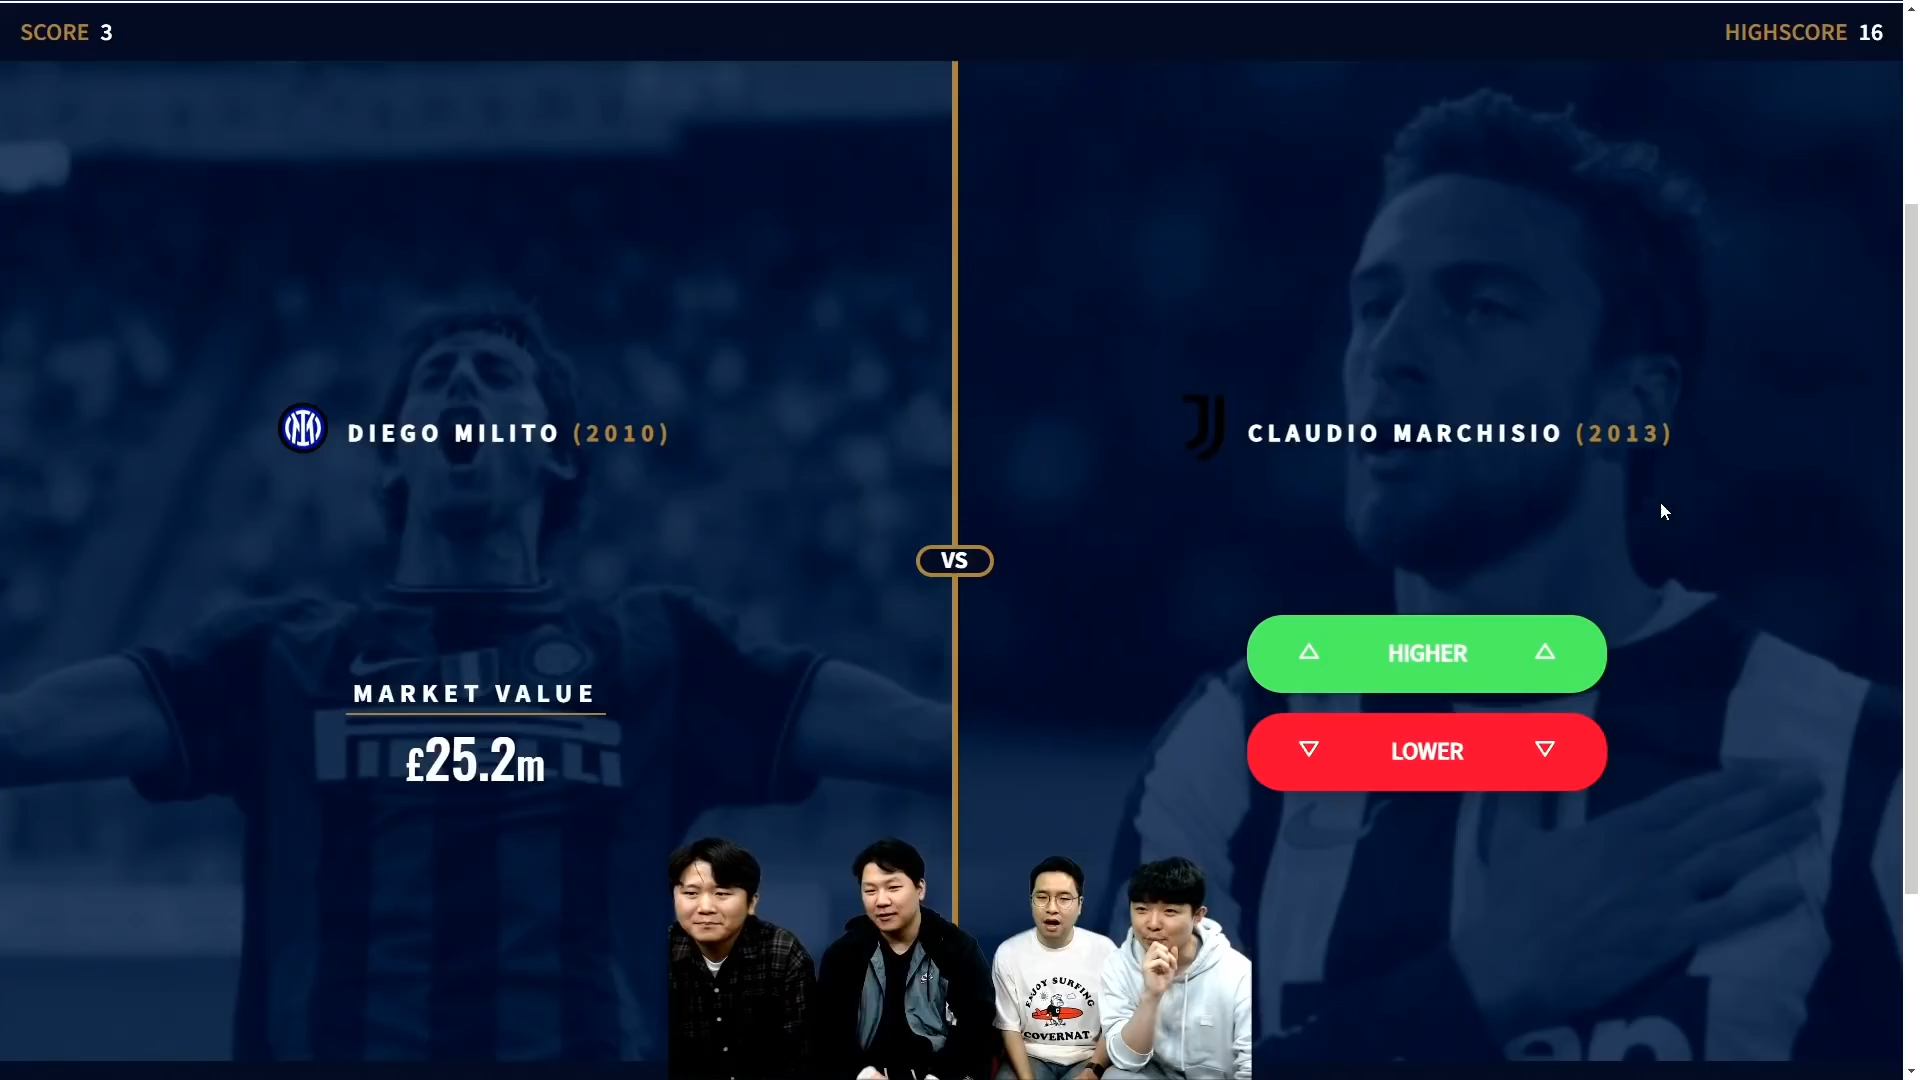 SCORE 3
HIGHSCORE 16
DIEGO MILITO (2010)
CLAUDIO MARCHISIO (2013)
VS
HIGHER
MARKET VALUE
LOWER
£25.2m
ENJOY SURFING
COVERNAT